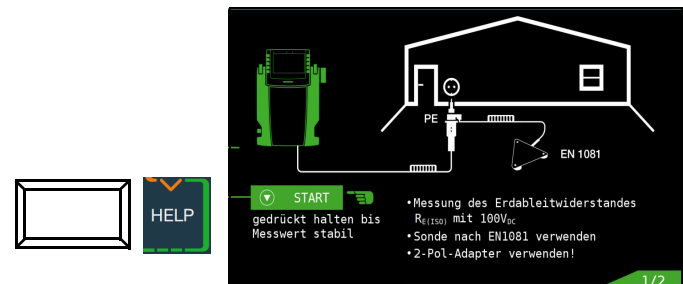 HELP
PE
EN 1081
START
gedrückt halten bis
Messwert stabil
•Messung des Erdableitwiderstandes
RE(ISO) mit 100VDC
•Sonde nach EN1081 verwenden
•2-Pol-Adapter verwenden!
1/2